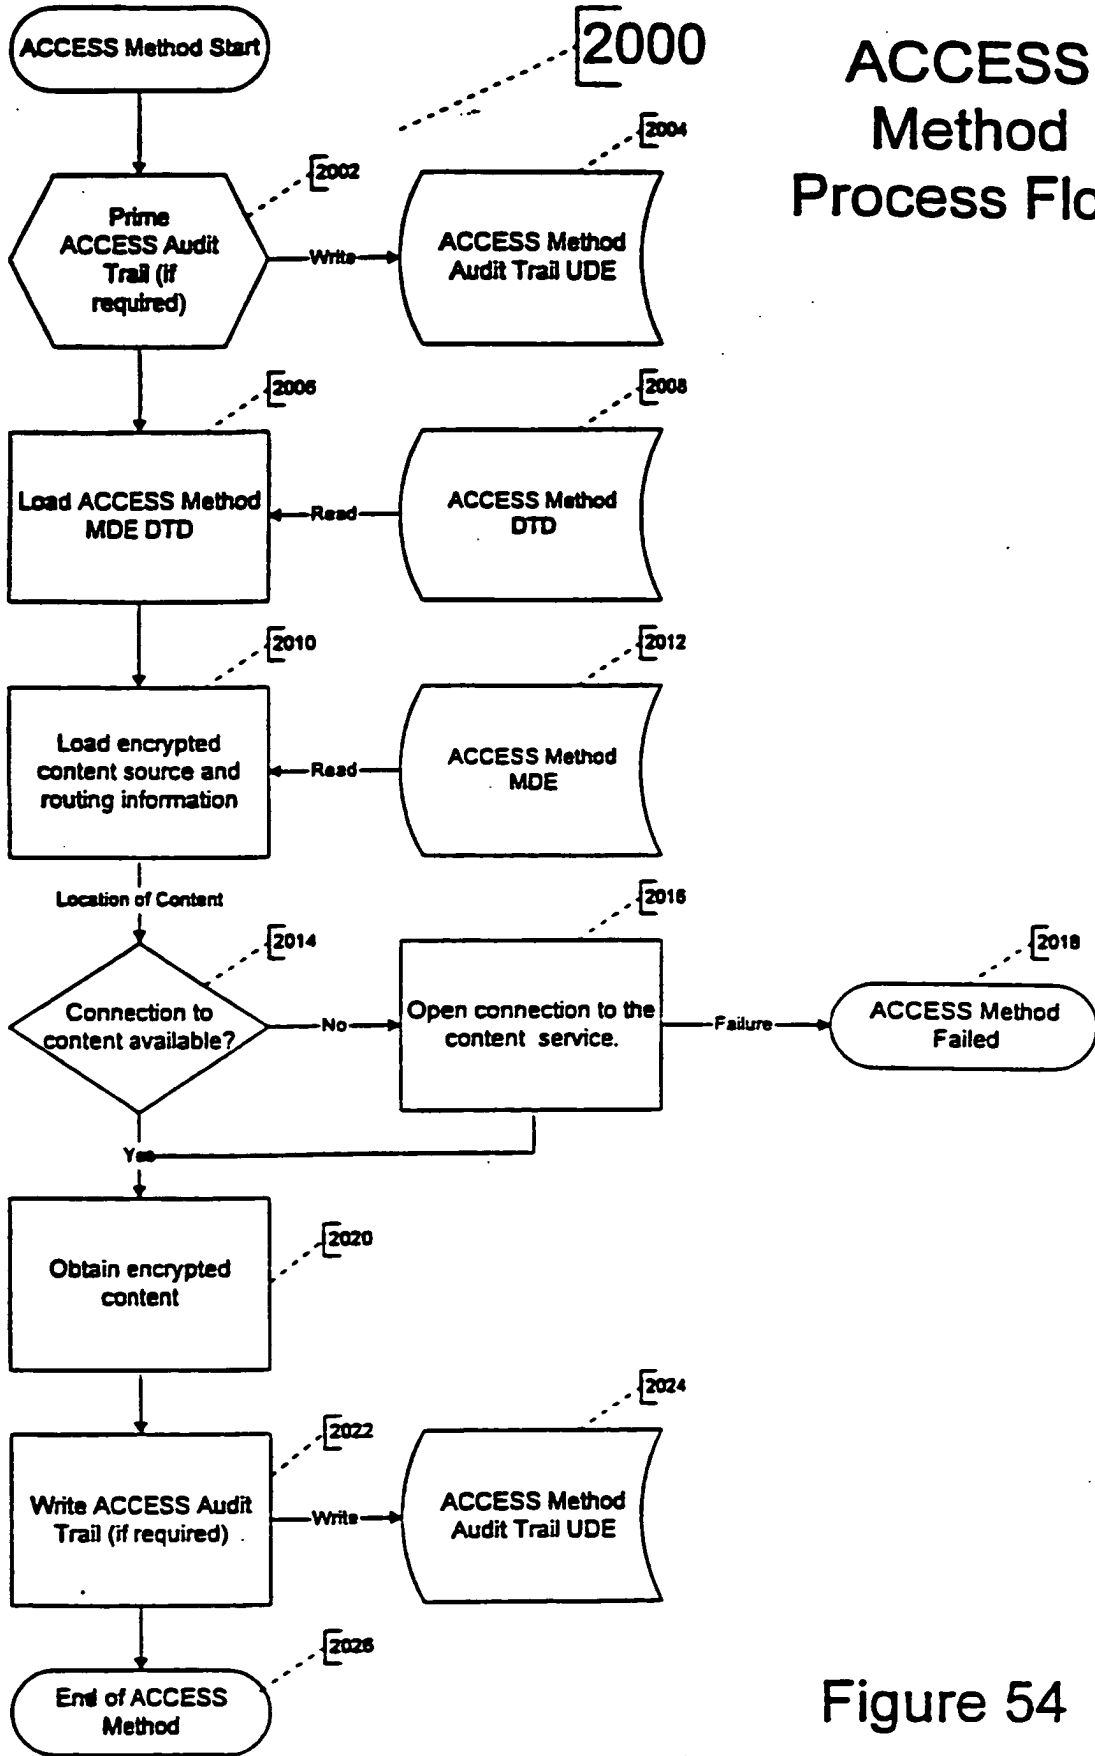 ACCESS Method Start
2000
ACCESS
Method
Process Flo
2002
2004
Prime
ACCESS Audit
Trail (if
required)
Write
ACCESS Method
Audit Trail UDE
2006
2008
Load ACCESS Method
MDE DTD
Read
ACCESS Method
DTD
2010
2012
Load encrypted
content source and
routing information
Read
ACCESS Method
MDE
Location of Content
2014
2016
2018
Connection to
content available?
No
Open connection to the
content service.
Failure
ACCESS Method
Failed
Yes
2020
Obtain encrypted
content
2022
2024
Write ACCESS Audit
Trail (if required)
Write
ACCESS Method
Audit Trail UDE
2026
End of ACCESS
Method
Figure 54